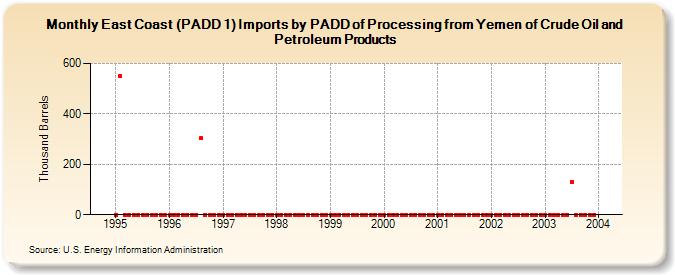 Monthly East Coast (PADD 1) Imports by PADD of Processing from Yemen of Crude Oil and
Petroleum Products
Thousand Barrels
600
400
200
0
1995 1996 1997 1998 1999 2000 2001 2002 2003 2004
Source: U.S. Energy Information Administration